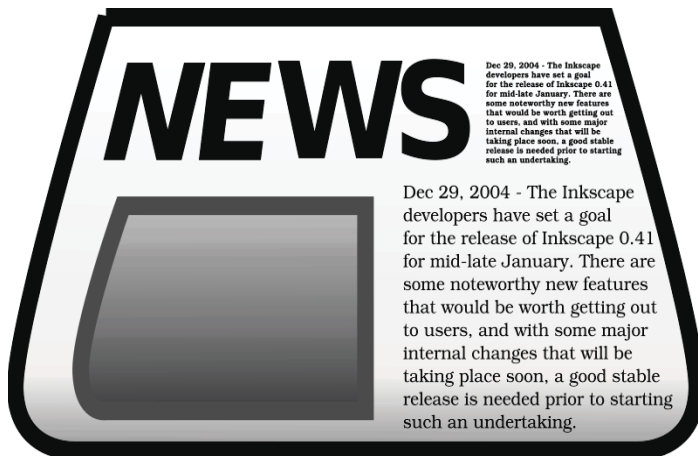 NEWS
Dec 29, 2004 - The Inkscape
developers have set a goal
for the release of Inkscape 0.41
for mid-late January. There are
some noteworthy new features
that would be worth getting out
to users, and with some major
internal changes that will be
taking place soon, a good stable
release is needed prior to starting
such an undertaking.
Dec 29, 2004 - The Inkscape
developers have set a goal
for the release of Inkscape 0.41
for mid-late January. There are
some noteworthy new features
that would be worth getting out
to users, and with some major
internal changes that will be
taking place soon, a good stable
release is needed prior to starting
such an undertaking.